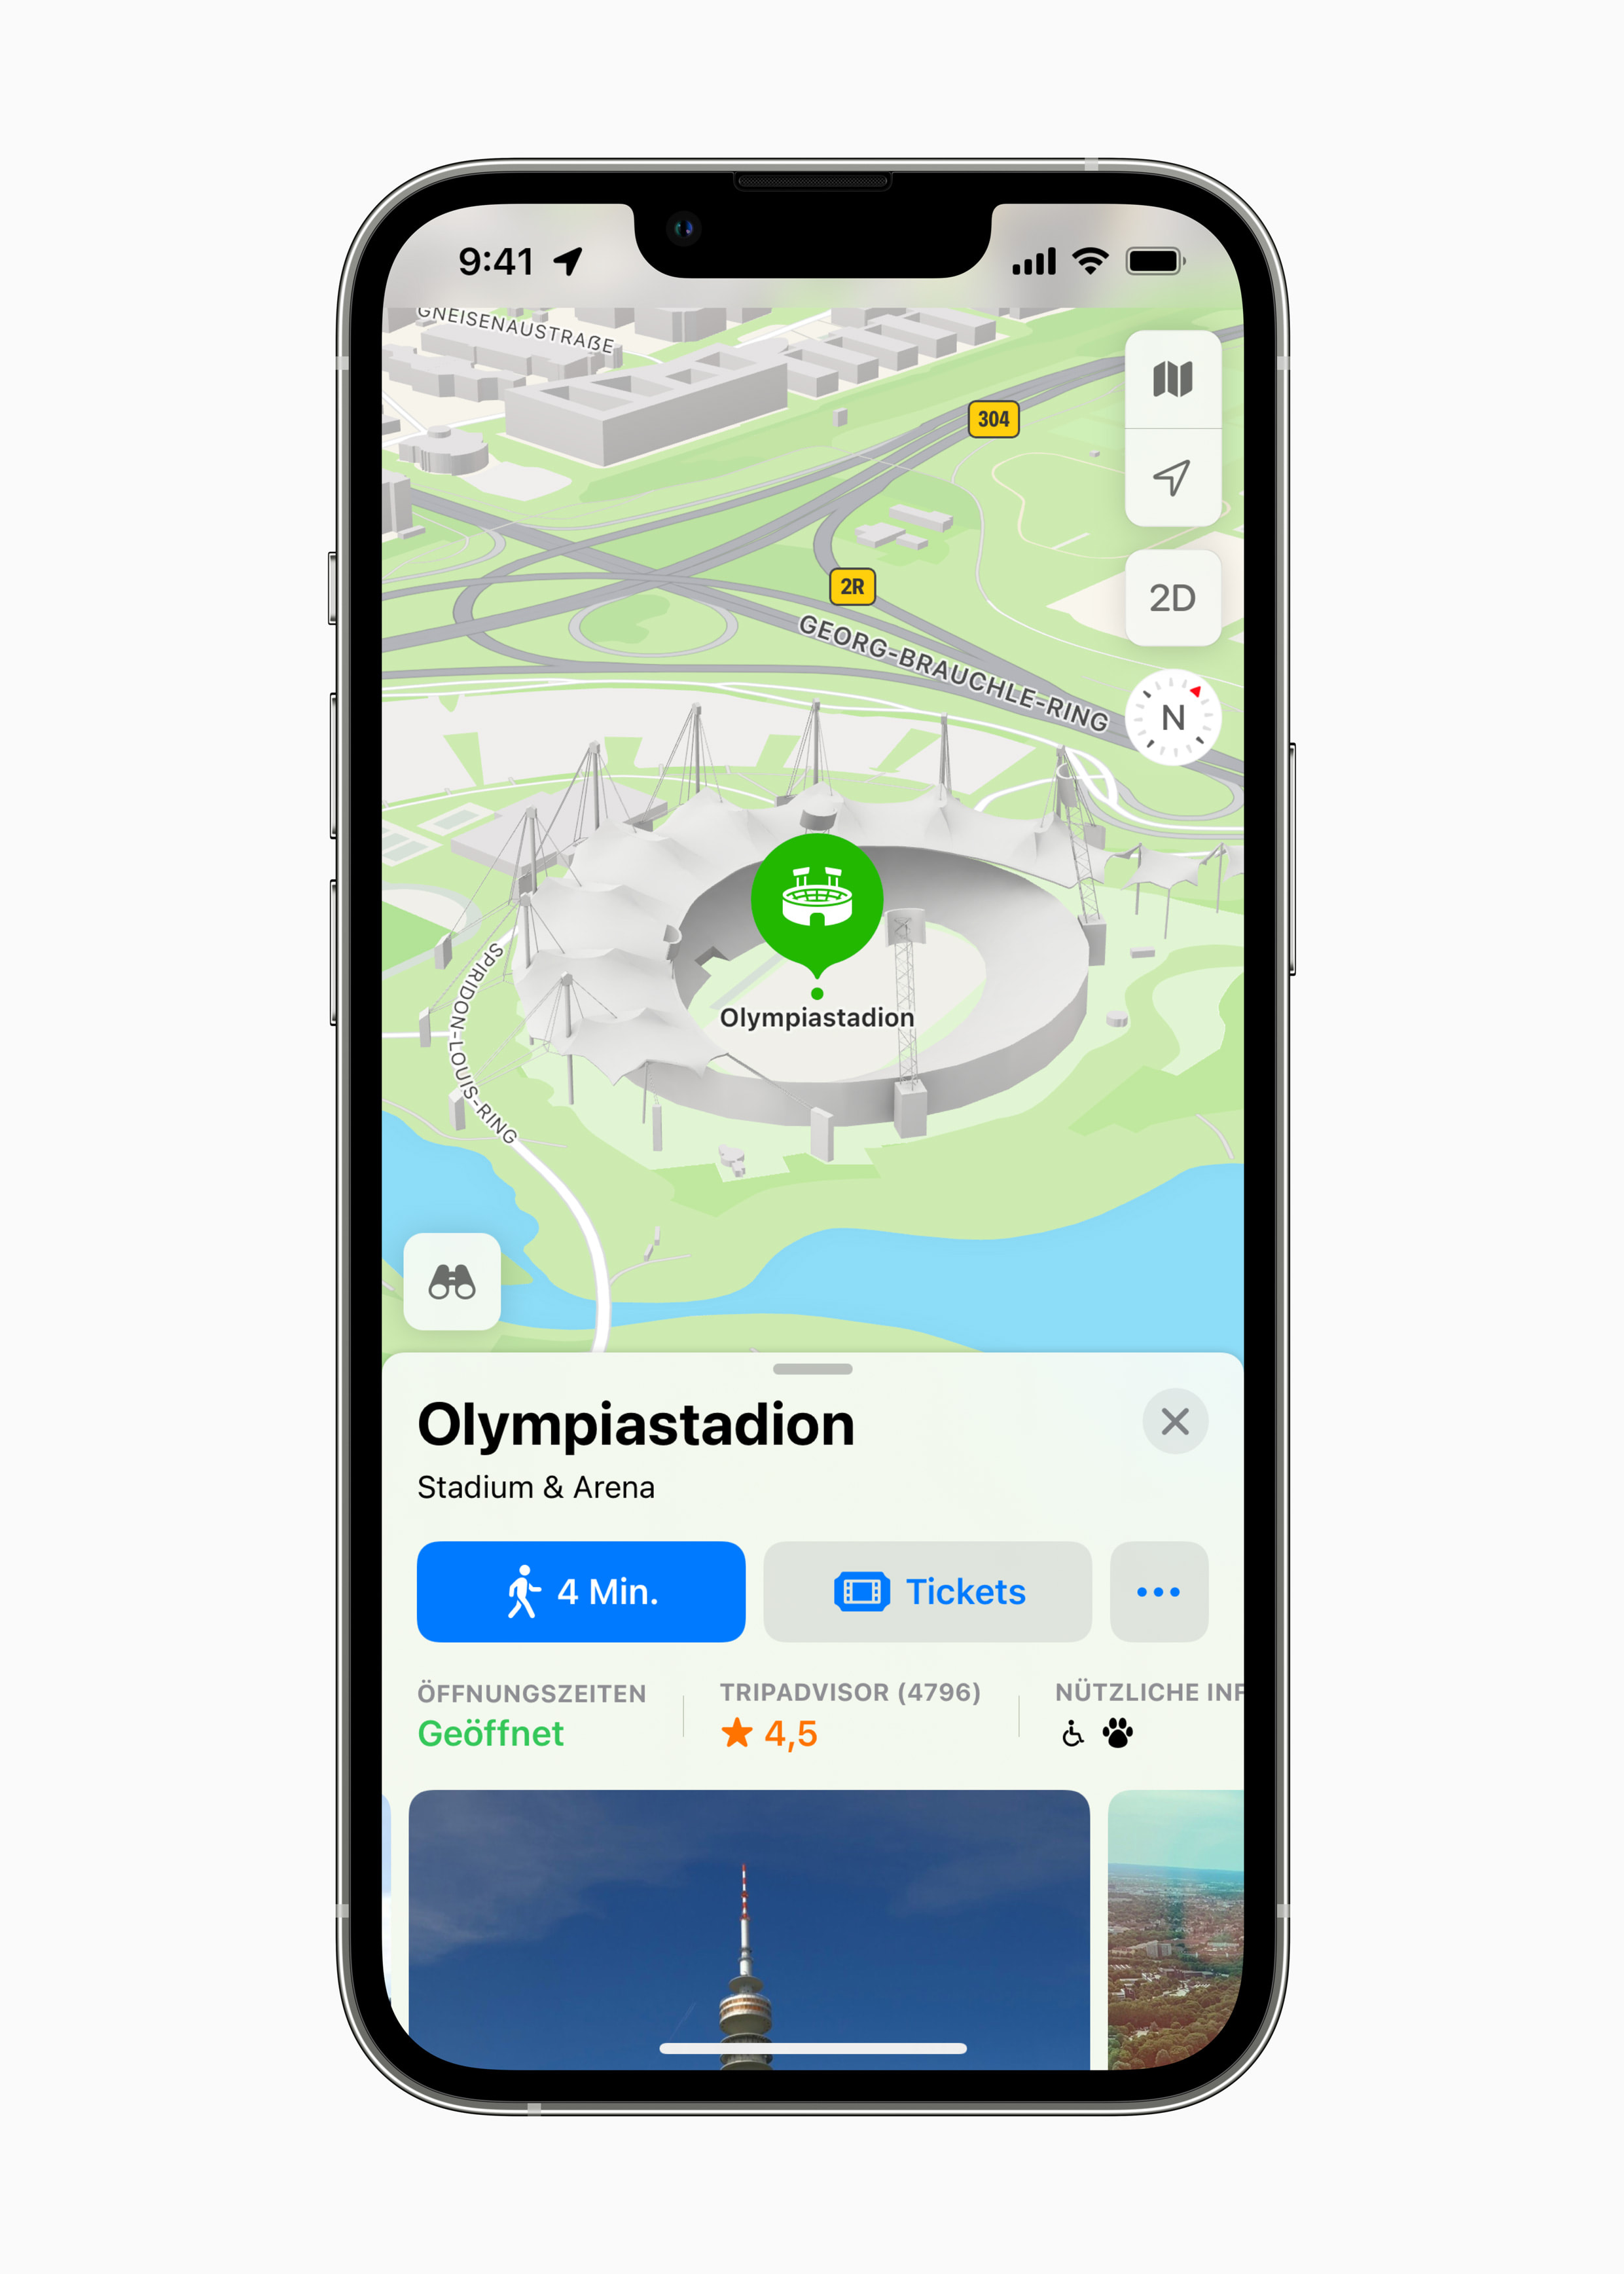 9:41
GNEISENAUSTRAßE
304
2R
2D
GEORG-BRAUCHLE-RING
N
Olympiastadion
SPIRIDON-LOUIS-RING
Olympiastadion
Stadium & Arena
4 Min.
Tickets
ÖFFNUNGSZEITEN
TRIPADVISOR (4796)
NÜTZLICHE INF
Geöffnet
4,5